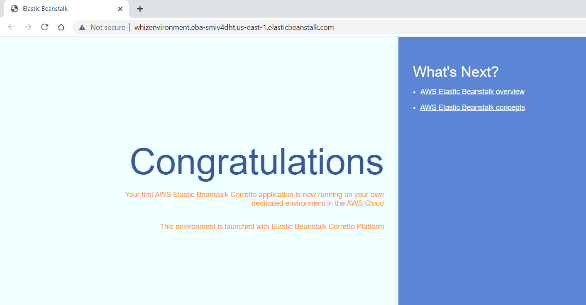 Elastic Beanstalk
Not secure
whizenvironment.eba-smiv4dht.us-east-1.elasticbeanstalk.com
Congratulations
Your first AWS Elastic Beanstalk Corretto application is now running on your own
dedicated environment in the AWS Cloud
This environment is launched with Elastic Beanstalk Corretto Platform
What's Next?
AWS Elastic Beanstalk overview
AWS Elastic Beanstalk concepts